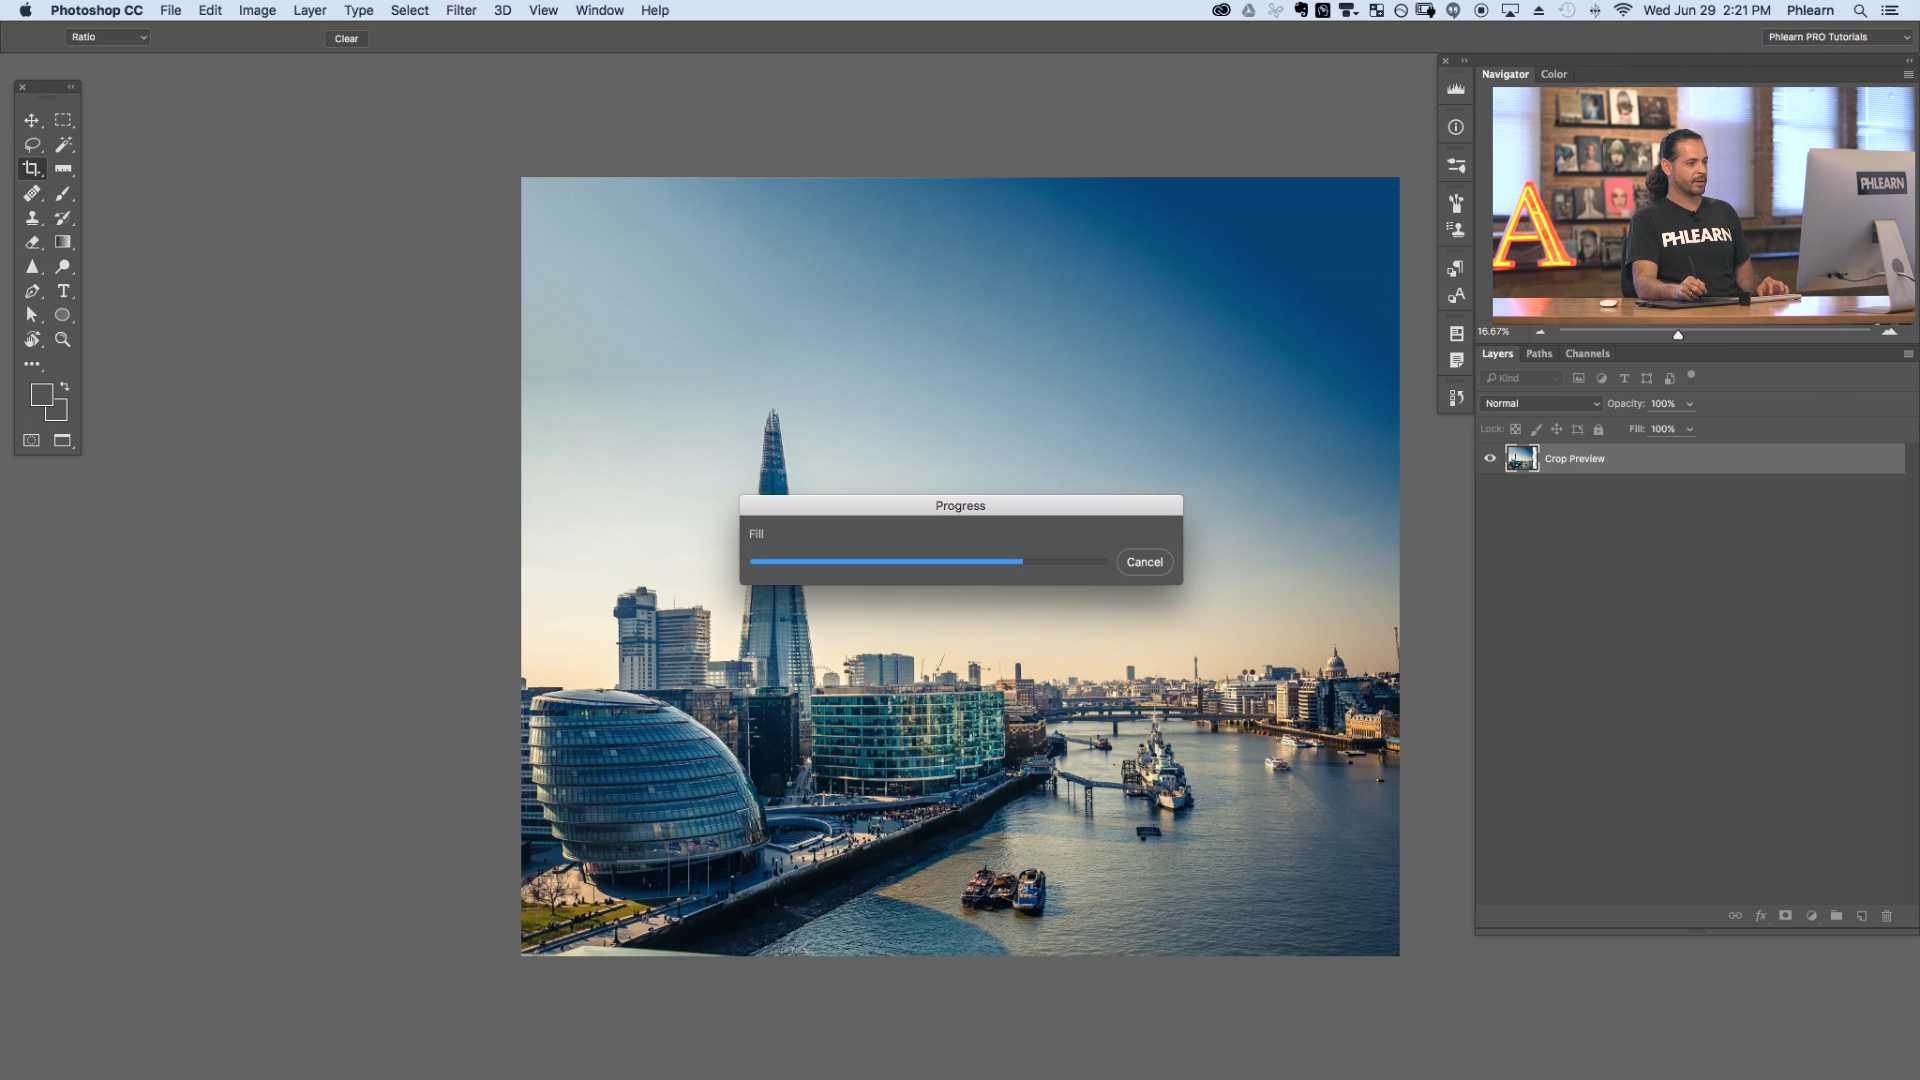 Photoshop CC File Edit Image Layer Type Select Filter 3D View Window Help Wed Jun 29 2:21 PM Phlearn
Ratio Clear Phlearn PRO Tutorials
Navigator Color
PHLEARN
PHLEARN
A
16.67%
Layers Paths Channels
Kind
Normal Opacity: 100%
Lock: Fill: 100%
Crop Preview
Progress
Fill
Cancel
fx